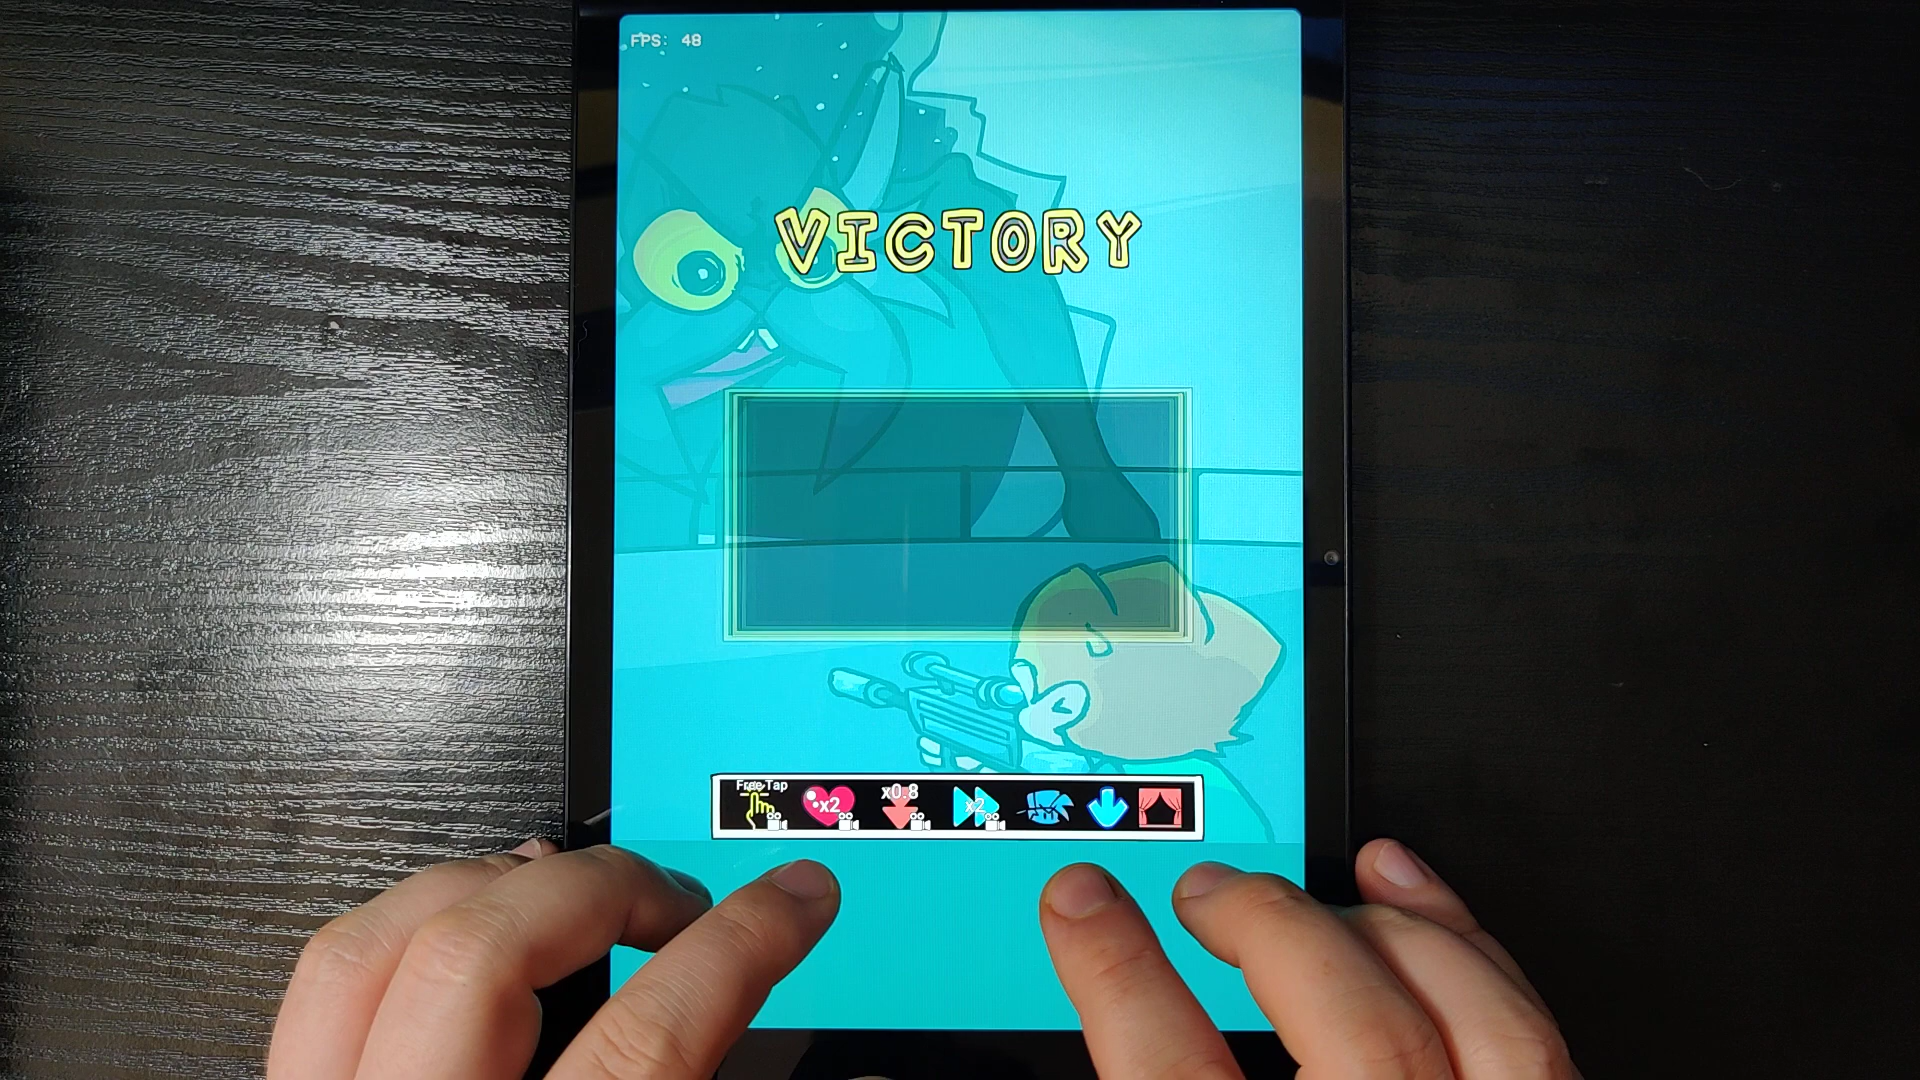 FPS: 48
VICTORY
Free Tap
x2
x0.8
x2